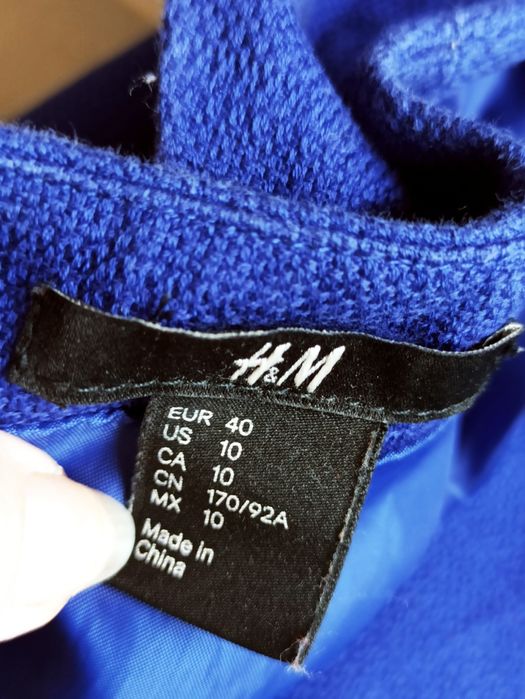 H&M
EUR 40
US 10
CA 10
CN 170/92A
MX 10
Made in
China